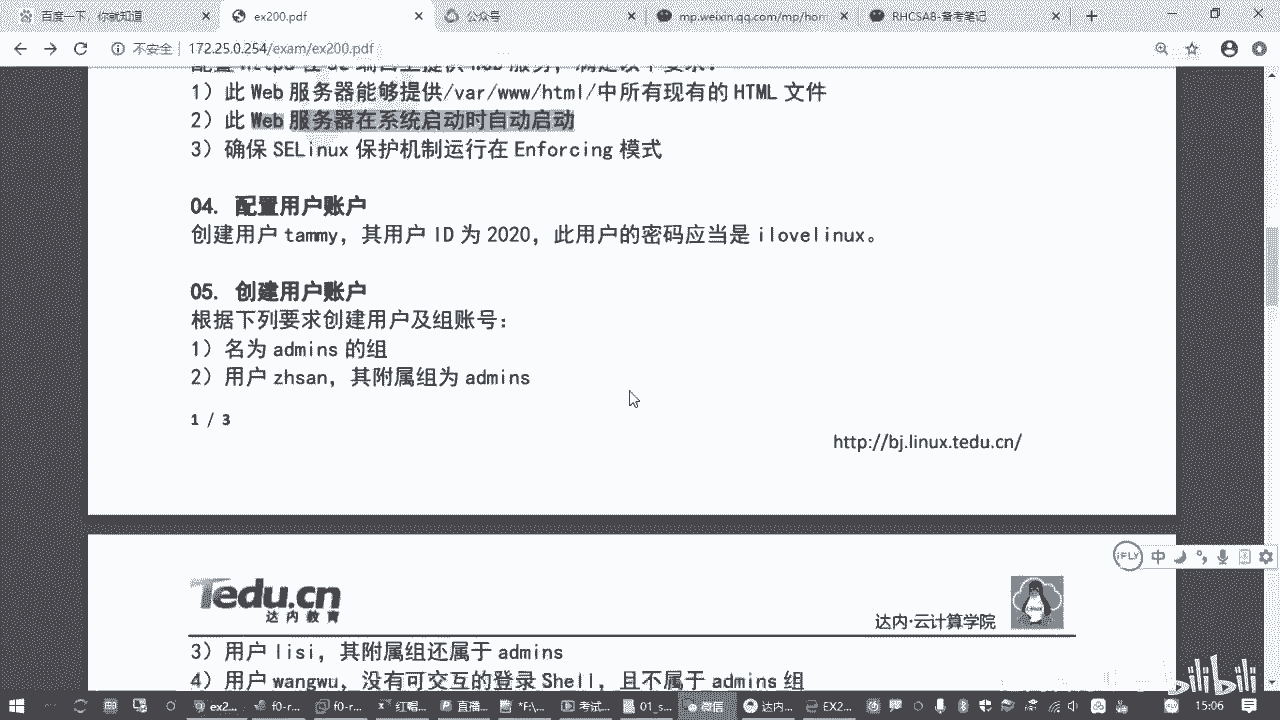 百度一下，你就知道
ex200.pdf
公众号
mp.weixin.qq.com/mp/hom
RHCSA8-备考笔记
不安全
172.25.0.254/exam/ex200.pdf
1）此 Web 服务器能够提供/var/www/html/中所有现有的 HTML 文件
2）此 Web 服务器在系统启动时自动启动
3）确保 SELinux 保护机制运行在 Enforcing 模式
04. 配置用户账户
创建用户 tammy，其用户 ID 为 2020，此用户的密码应当是 ilovelinux。
05. 创建用户账户
根据下列要求创建用户及组账号：
1）名为 admins 的组
2）用户 zhsan，其附属组为 admins
1 / 3
http://bj.linux.tedu.cn/
iFLY 中
Tedu.cn
达内教育
达内·云计算学院
3）用户 lisi，其附属组还属于 admins
4）用户 wangwu，没有可交互的登录 Shell，且不属于 admins 组
bilibili
ex2...
f0-r...
f0-r...
红帽...
直播...
*F:\...
考试...
01_s...
微信
达内...
EX2...
15:06